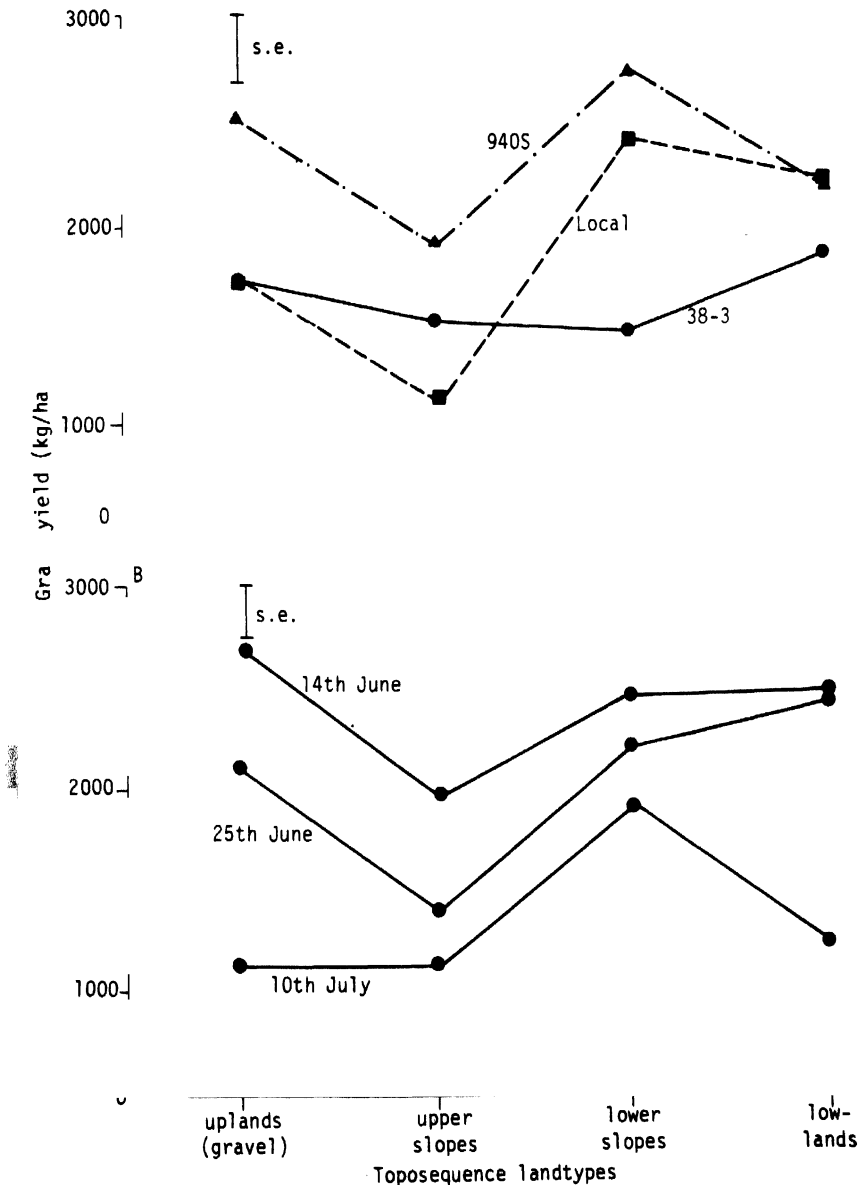 3000
s.e.
940S
2000
Local
38-3
1000
0
Gra yield (kg/ha
B
3000
s.e.
14th June
2000
25th June
1000
10th July
uplands
(gravel)
upper
slopes
lower
slopes
low-
lands
Toposequence landtypes